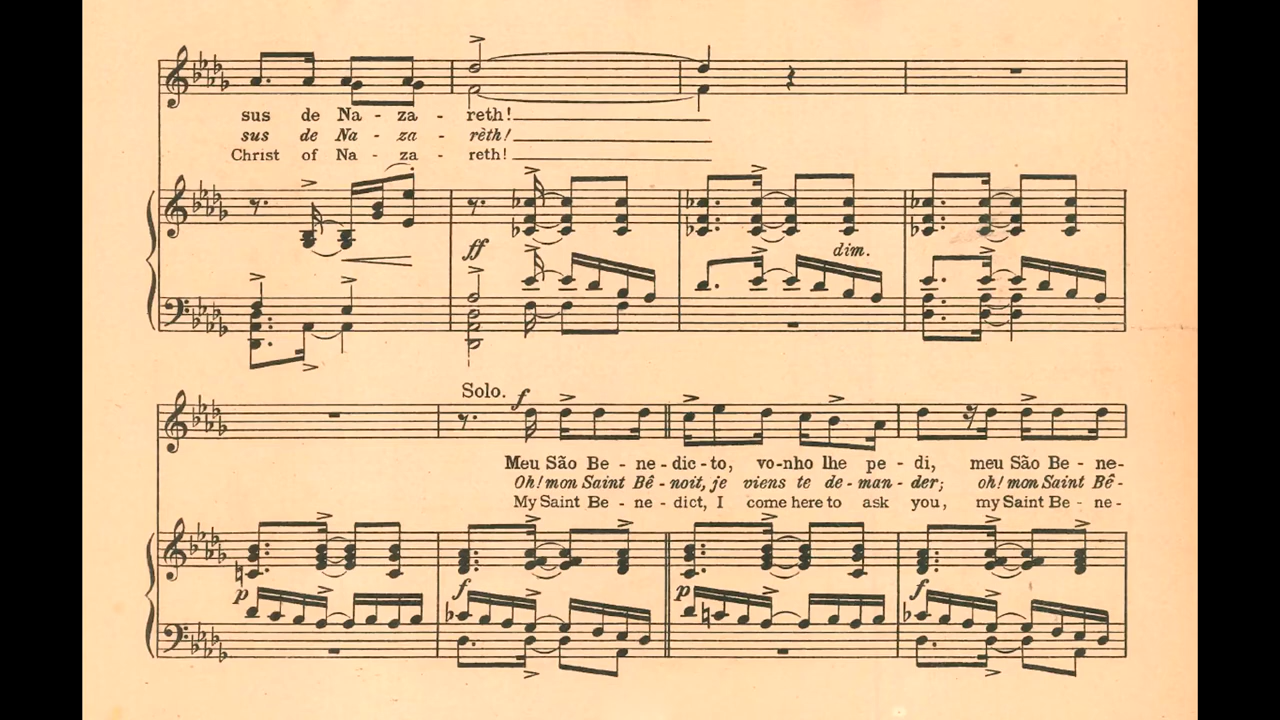 sus de Na - za - reth!
sus de Na - za - rèth!
Christ of Na - za - reth!
ff
dim.
Solo. f
Meu São Be - ne - dic - to, vo - nho lhe pe - di, meu São Be - ne-
Oh! mon Saint Bê - noit, je viens te de - man - der; oh! mon Saint Bê -
My Saint Be - ne - dict, I come here to ask you, my Saint Be - ne -
p f p f